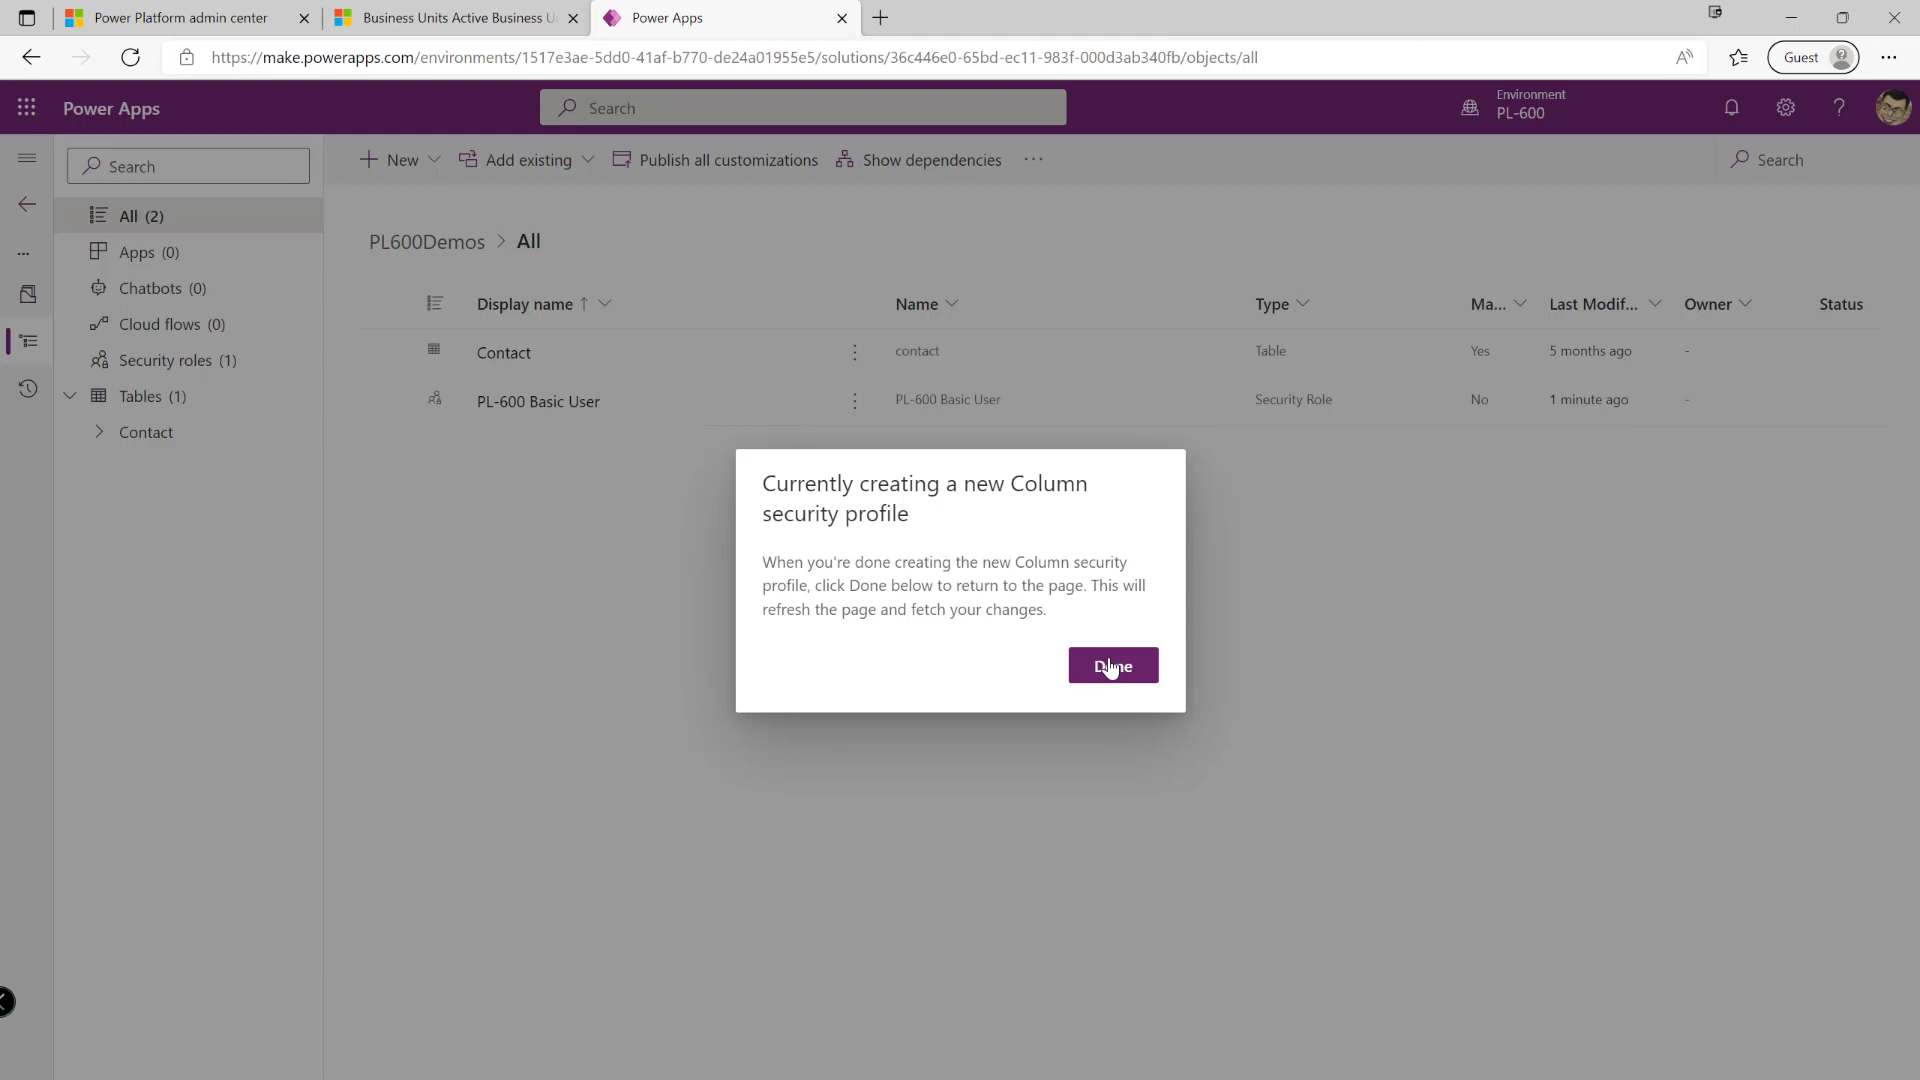 Power Platform admin center
Business Units Active Business U
Power Apps
https://make.powerapps.com/environments/1517e3ae-5dd0-41af-b770-de24a01955e5/solutions/36c446e0-65bd-ec11-983f-000d3ab340fb/objects/all
Guest
Power Apps
Search
Environment
PL-600
Search
New
Add existing
Publish all customizations
Show dependencies
Search
All (2)
Apps (0)
Chatbots (0)
Cloud flows (0)
Security roles (1)
Tables (1)
Contact
PL600Demos > All
Display name ↑ Name Type Ma... Last Modif... Owner Status
Contact contact Table Yes 5 months ago -
PL-600 Basic User PL-600 Basic User Security Role No 1 minute ago -
Currently creating a new Column
security profile
When you're done creating the new Column security
profile, click Done below to return to the page. This will
refresh the page and fetch your changes.
Done